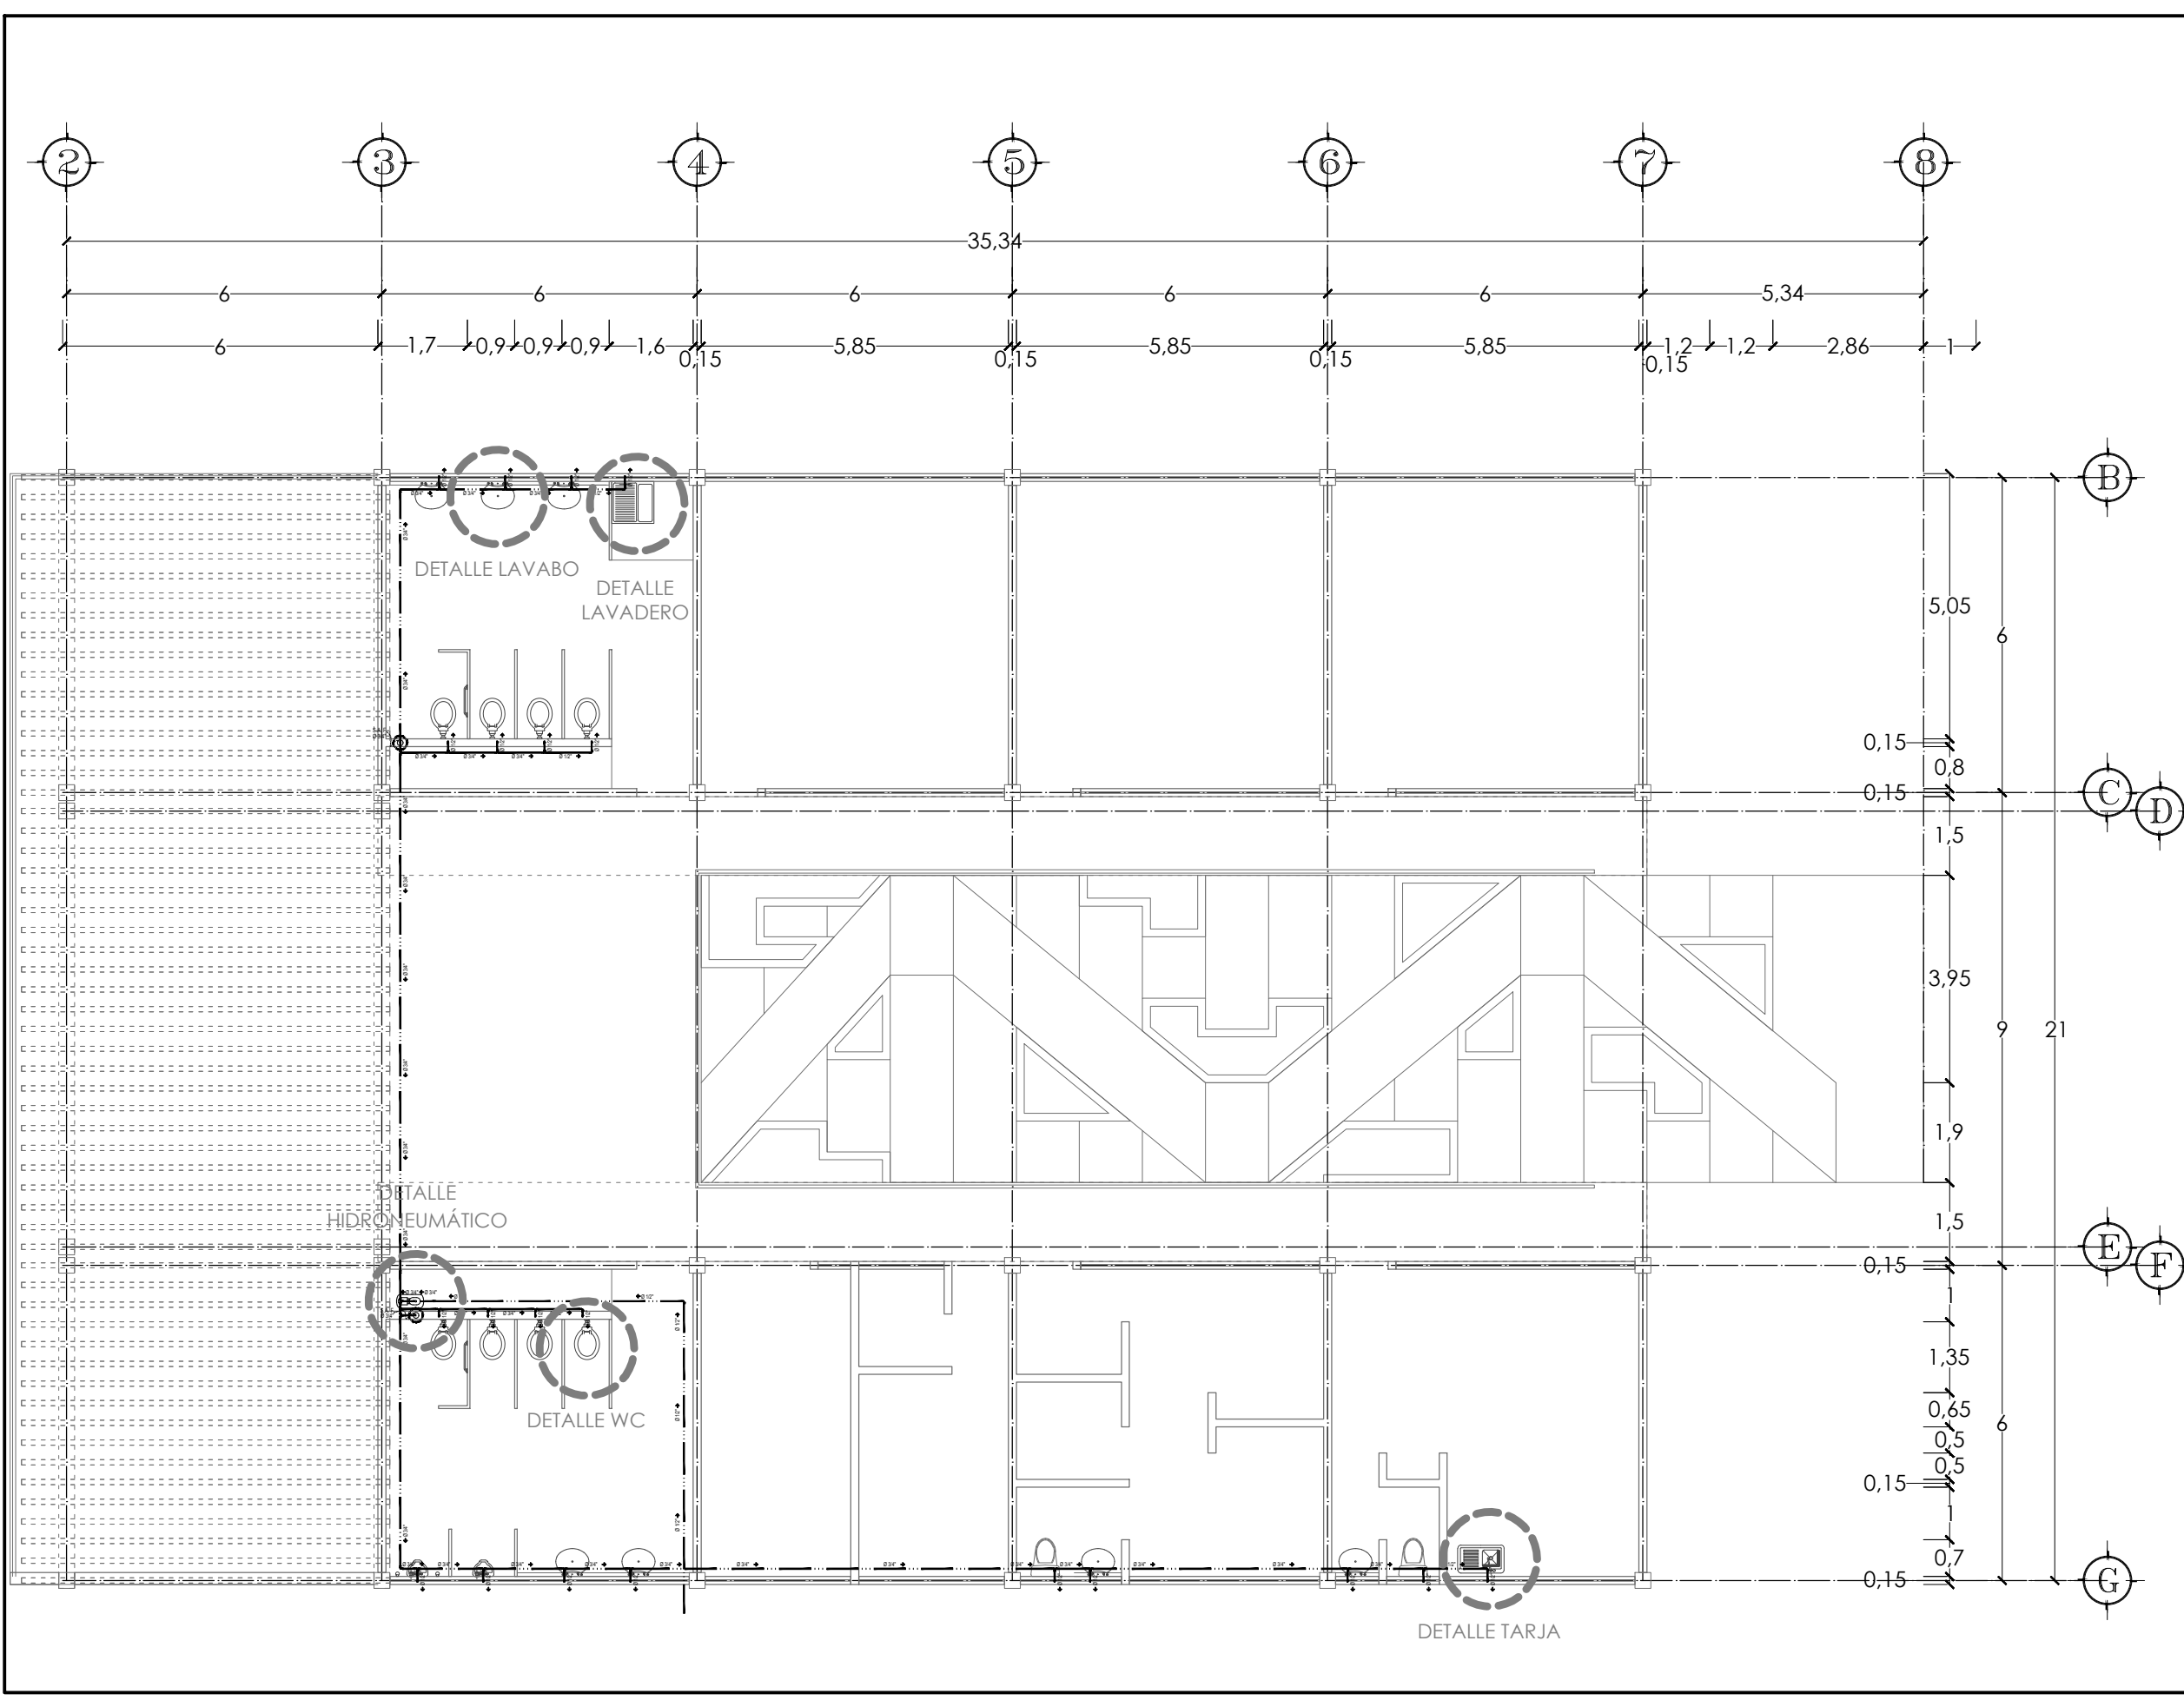 2 3 4 5 6 7 8
35,34
6 6 6 6 6 5,34
6 1,7 0,9 0,9 0,9 1,6 5,85 5,85 5,85 1,2 1,2 2,86 1
0,15 0,15 0,15 0,15
B
DETALLE LAVABO
DETALLE
LAVADERO
5,05
6
0,15
0,8
0,15
C
D
1,5
3,95
9
21
1,9
DETALLE
HIDRONEUMÁTICO
1,5
E
F
0,15
1
1,35
DETALLE WC
0,65
6
0,5
0,5
0,15
1
0,7
0,15
G
DETALLE TARJA